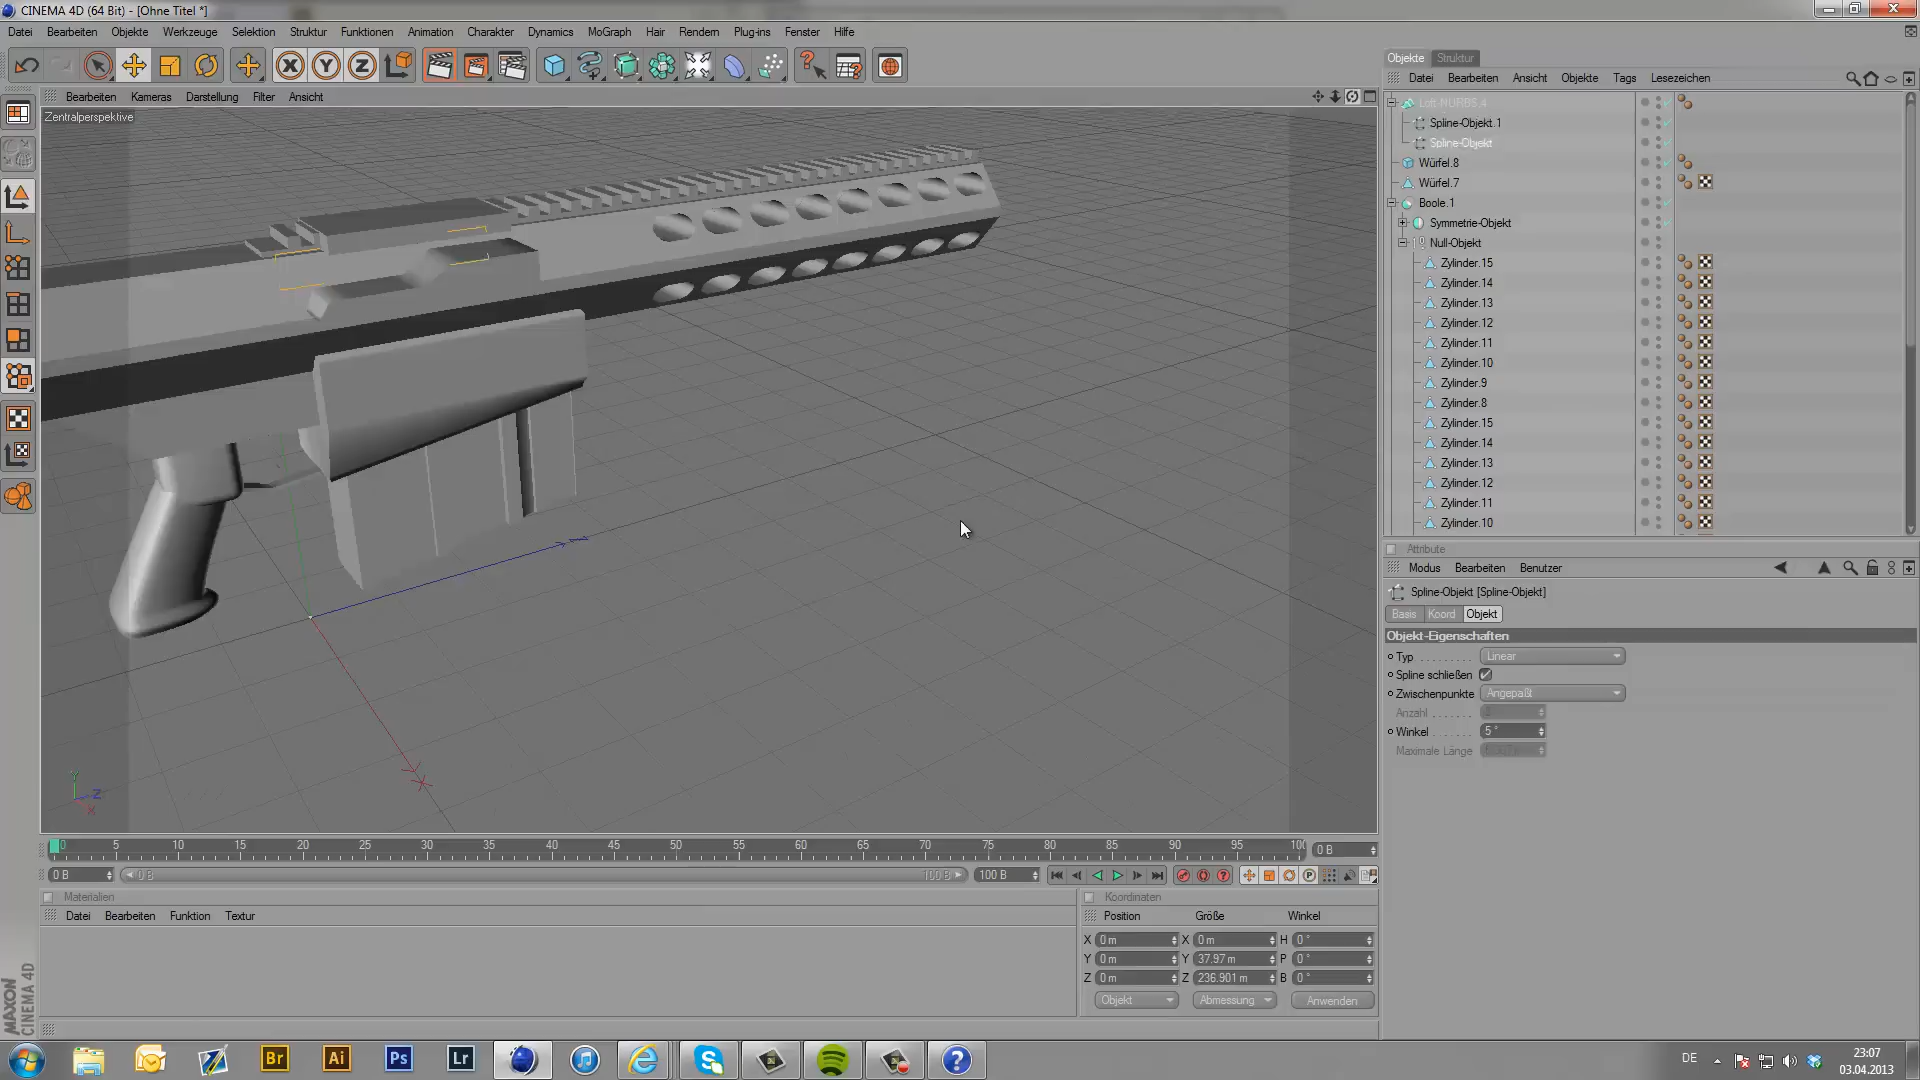 CINEMA 4D (64 Bit) - [Ohne Titel *]
Datei Bearbeiten Objekte Werkzeuge Selektion Struktur Funktionen Animation Charakter Dynamics MoGraph Hair Rendern Plug-ins Fenster Hilfe
Bearbeiten Kameras Darstellung Filter Ansicht
Zentralperspektive
Y
Z
X
Objekte Struktur
Datei Bearbeiten Ansicht Objekte Tags Lesezeichen
Loft-NURBS.4
Spline-Objekt.1
Spline-Objekt
Würfel.8
Würfel.7
Boole.1
Symmetrie-Objekt
Null-Objekt
Zylinder.15
Zylinder.14
Zylinder.13
Zylinder.12
Zylinder.11
Zylinder.10
Zylinder.9
Zylinder.8
Zylinder.15
Zylinder.14
Zylinder.13
Zylinder.12
Zylinder.11
Zylinder.10
Attribute
Modus Bearbeiten Benutzer
Spline-Objekt [Spline-Objekt]
Basis Koord Objekt
Objekt-Eigenschaften
Typ Linear
Spline schließen
Zwischenpunkte Angepaßt
Anzahl
Winkel 5 °
Maximale Länge
0 5 10 15 20 25 30 35 40 45 50 55 60 65 70 75 80 85 90 95 100 0 B
0 B 0 B 100 B 100 B
Materialien
Datei Bearbeiten Funktion Textur
Koordinaten
Position Größe Winkel
X 0 m X 0 m H 0 °
Y 0 m Y 37.97 m P 0 °
Z 0 m Z 236.901 m B 0 °
Objekt Abmessung Anwenden
MAXON
CINEMA 4D
Br Ai Ps Lr
DE
23:07
03.04.2013